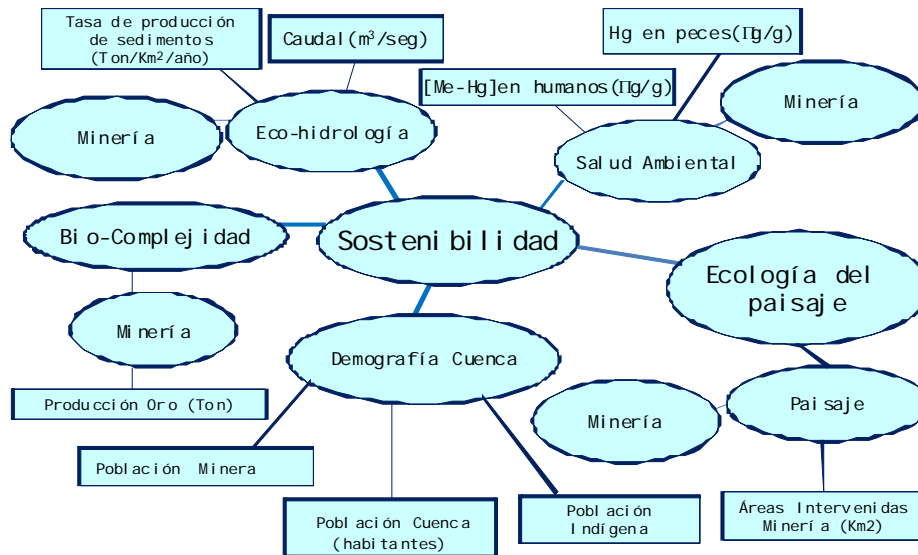 Tasa de producción
de sedimentos
(Ton/Km²/año)
Caudal(m³/seg)
Hg en peces(∏g/g)
[Me-Hg]en humanos(∏g/g)
Minería
Minería
Eco-hidrología
Salud Ambiental
Bio-Complejidad
Sostenibilidad
Ecología del
paisaje
Minería
Demografía Cuenca
Producción Oro (Ton)
Minería
Paisaje
Población Minera
Población Cuenca
(habitantes)
Población
Indígena
Áreas Intervenidas
Minería (Km2)